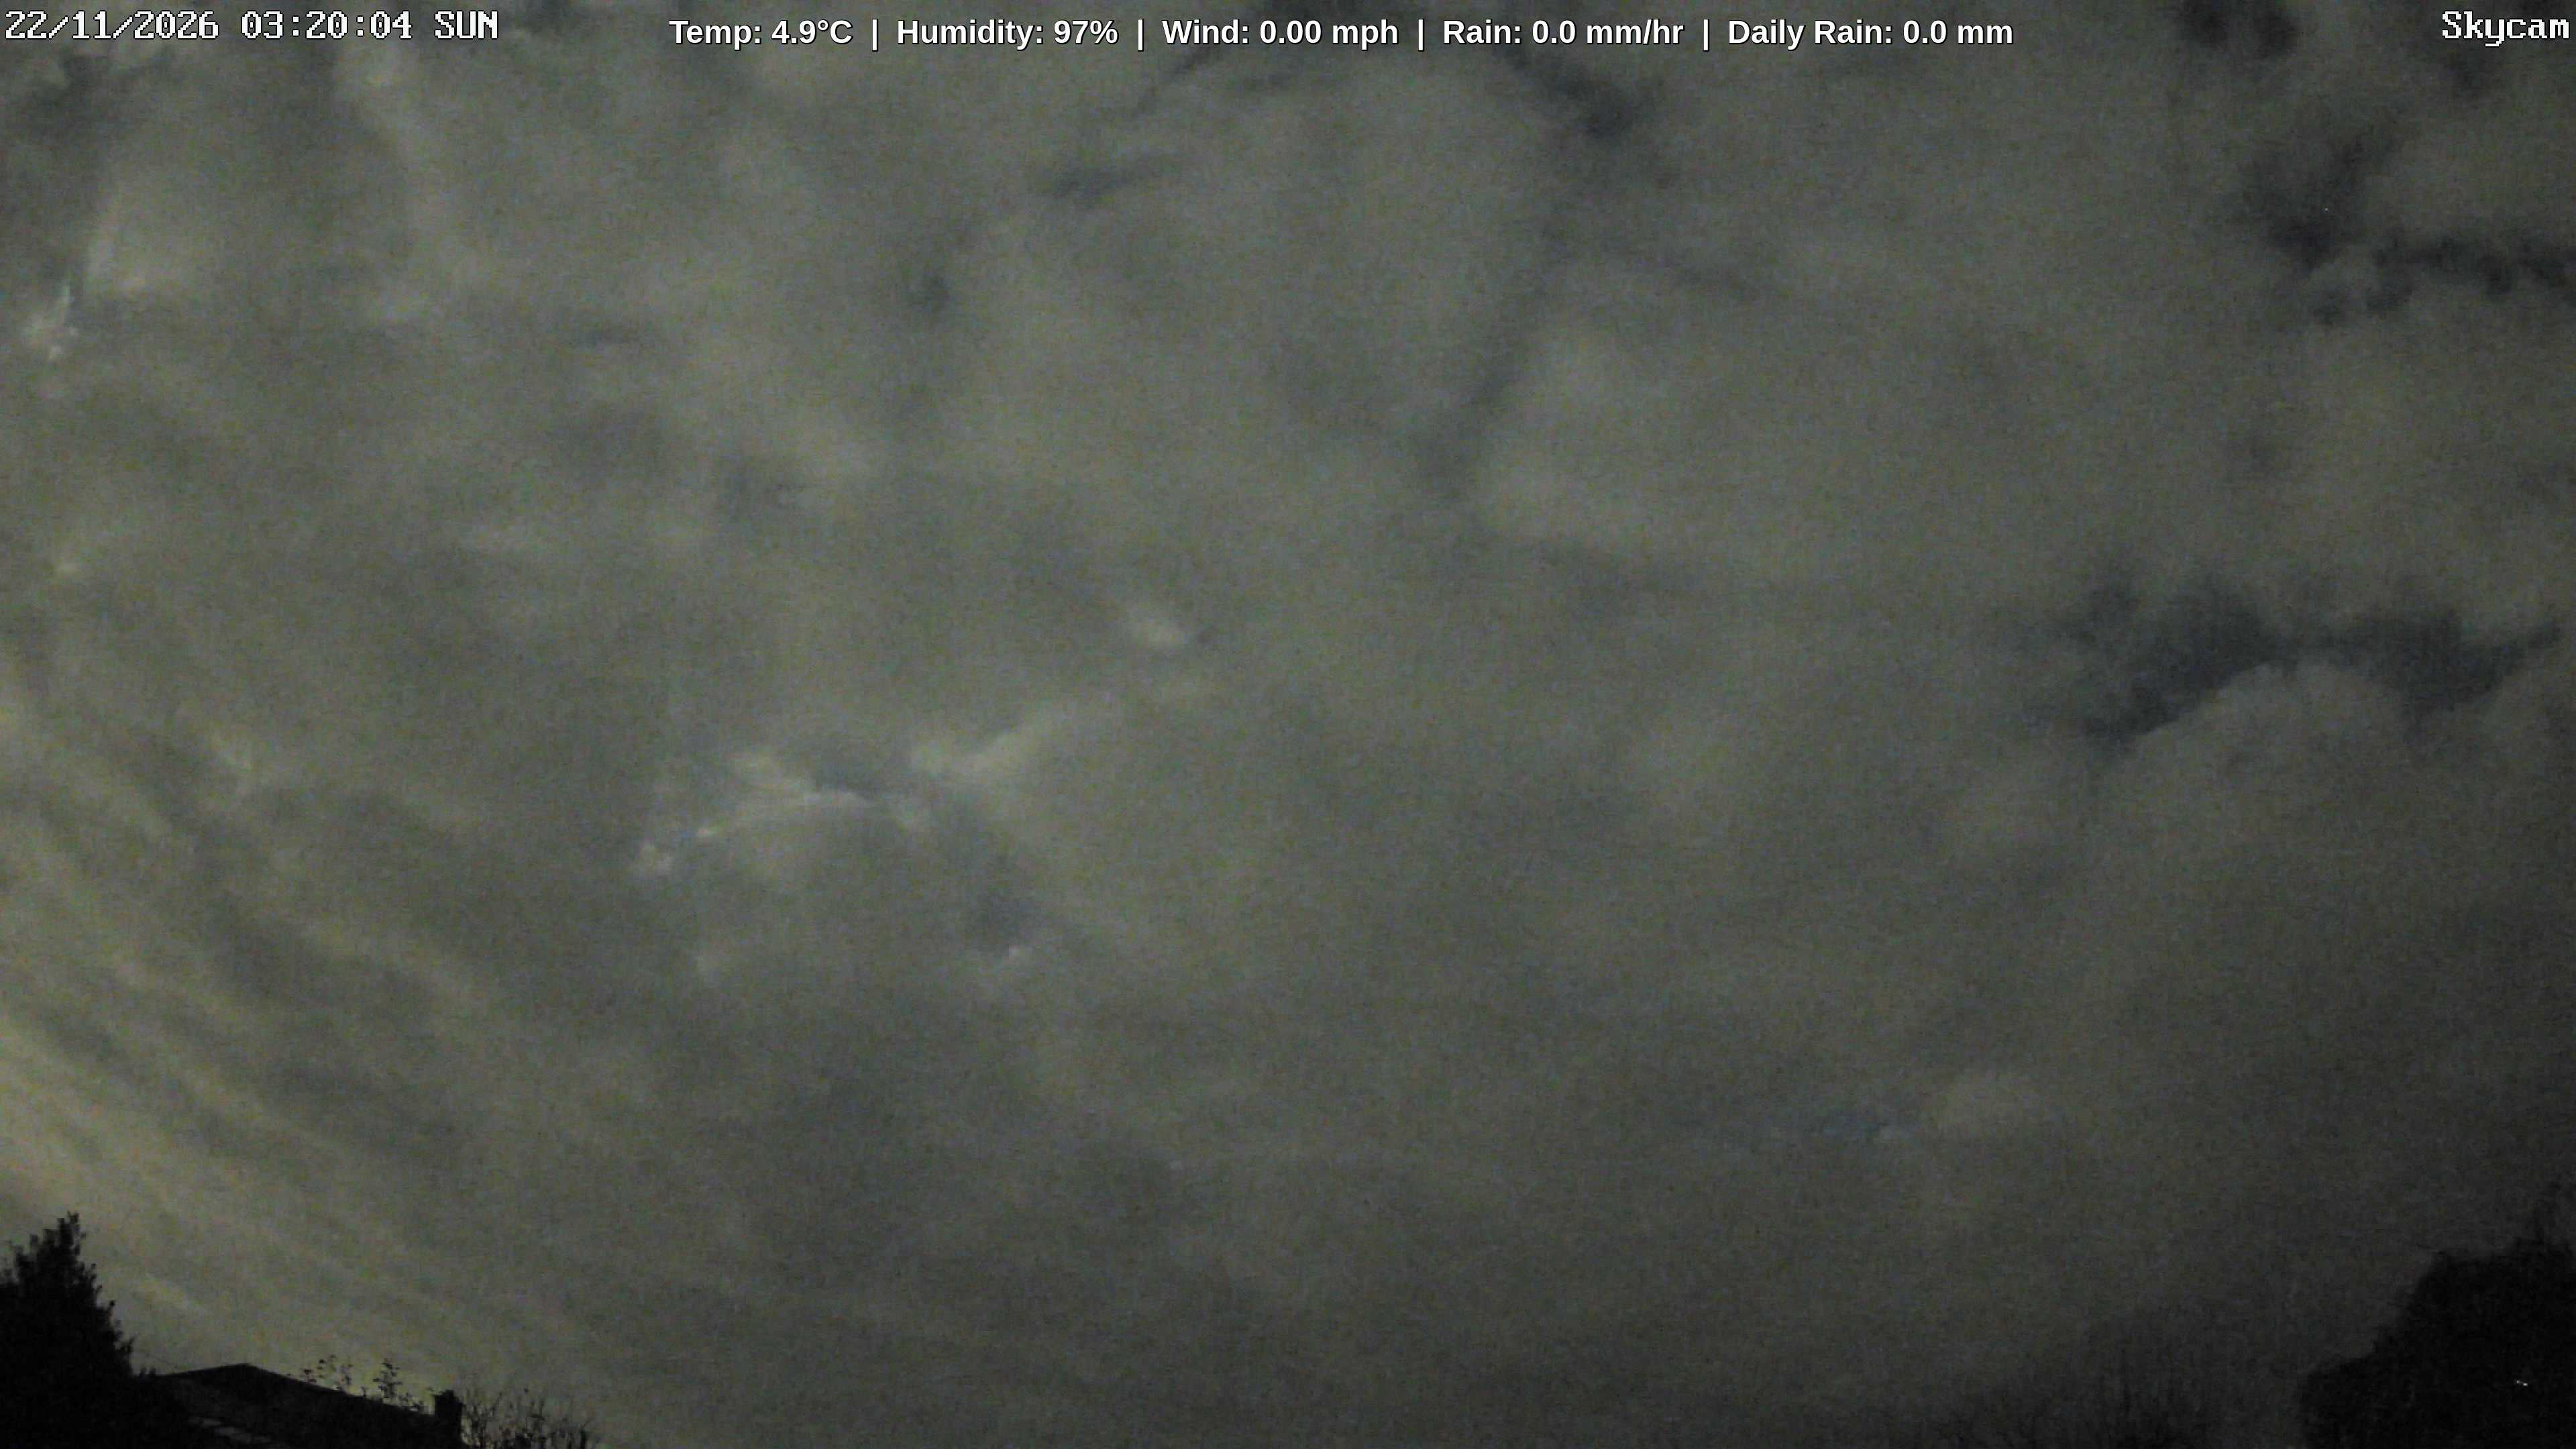 22/11/2026 03:20:04 SUN
Temp: 4.9°C | Humidity: 97% | Wind: 0.00 mph | Rain: 0.0 mm/hr | Daily Rain: 0.0 mm
Skycam